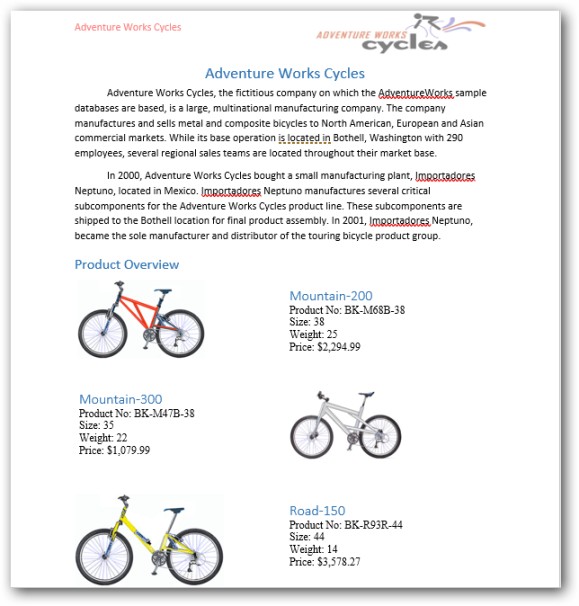 Adventure Works Cycles
ADVENTURE WORKS
cycles
Adventure Works Cycles
Adventure Works Cycles, the fictitious company on which the AdventureWorks sample
databases are based, is a large, multinational manufacturing company. The company
manufactures and sells metal and composite bicycles to North American, European and Asian
commercial markets. While its base operation is located in Bothell, Washington with 290
employees, several regional sales teams are located throughout their market base.
In 2000, Adventure Works Cycles bought a small manufacturing plant, Importadores
Neptuno, located in Mexico. Importadores Neptuno manufactures several critical
subcomponents for the Adventure Works Cycles product line. These subcomponents are
shipped to the Bothell location for final product assembly. In 2001, Importadores Neptuno,
became the sole manufacturer and distributor of the touring bicycle product group.
Product Overview
Mountain-200
Product No: BK-M68B-38
Size: 38
Weight: 25
Price: $2,294.99
Mountain-300
Product No: BK-M47B-38
Size: 35
Weight: 22
Price: $1,079.99
Road-150
Product No: BK-R93R-44
Size: 44
Weight: 14
Price: $3,578.27